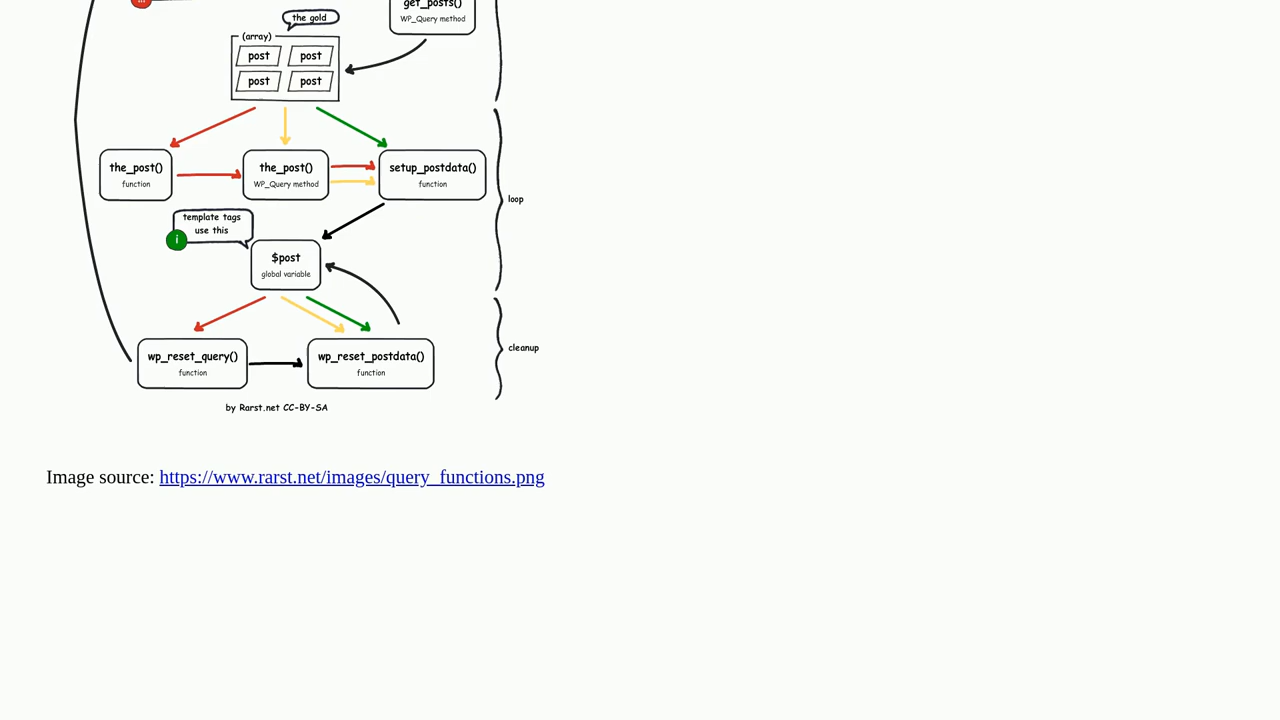 get_posts()
WP_Query method
the gold
(array)
post post
post post
the_post()
function
the_post()
WP_Query method
setup_postdata()
function
loop
template tags
use this
i
$post
global variable
wp_reset_query()
function
wp_reset_postdata()
function
cleanup
by Rarst.net CC-BY-SA
Image source: https://www.rarst.net/images/query_functions.png